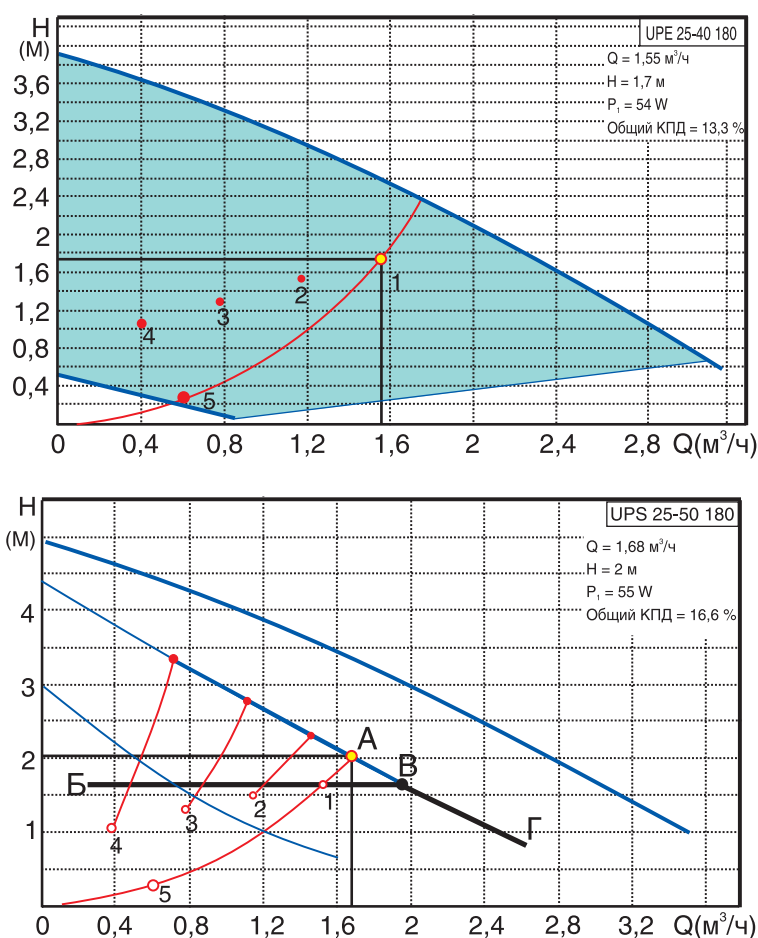 H
(М)
UPE 25-40 180
Q = 1,55 м³/ч
H = 1,7 м
P₁ = 54 W
Общий КПД = 13,3 %
3,6
3,2
2,8
2,4
2
1,6
1,2
0,8
0,4
1
2
3
4
5
0 0,4 0,8 1,2 1,6 2 2,4 2,8 Q(м³/ч)
H
(М)
UPS 25-50 180
Q = 1,68 м³/ч
H = 2 м
P₁ = 55 W
Общий КПД = 16,6 %
4
3
2
1
А
Б
В
Г
1
2
3
4
5
0 0,4 0,8 1,2 1,6 2 2,4 2,8 3,2 Q(м³/ч)